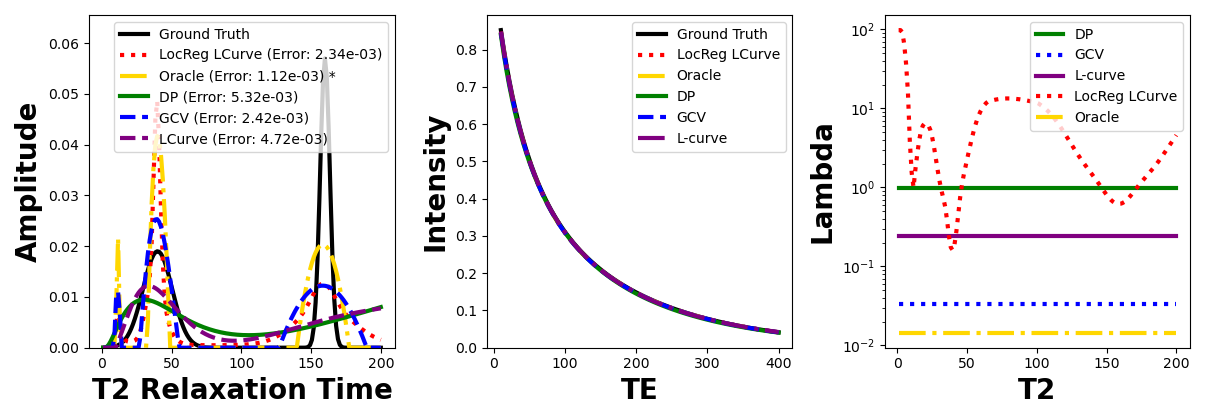 Amplitude
0.06
0.05
0.04
0.03
0.02
0.01
0.00
0
50
100
150
200
T2 Relaxation Time
Ground Truth
LocReg LCurve (Error: 2.34e-03)
Oracle (Error: 1.12e-03) *
DP (Error: 5.32e-03)
GCV (Error: 2.42e-03)
LCurve (Error: 4.72e-03)
Intensity
0.8
0.7
0.6
0.5
0.4
0.3
0.2
0.1
0.0
0
100
200
300
400
TE
Ground Truth
LocReg LCurve
Oracle
DP
GCV
L-curve
Lambda
10²
10¹
10⁰
10⁻¹
10⁻²
0
50
100
150
200
T2
DP
GCV
L-curve
LocReg LCurve
Oracle